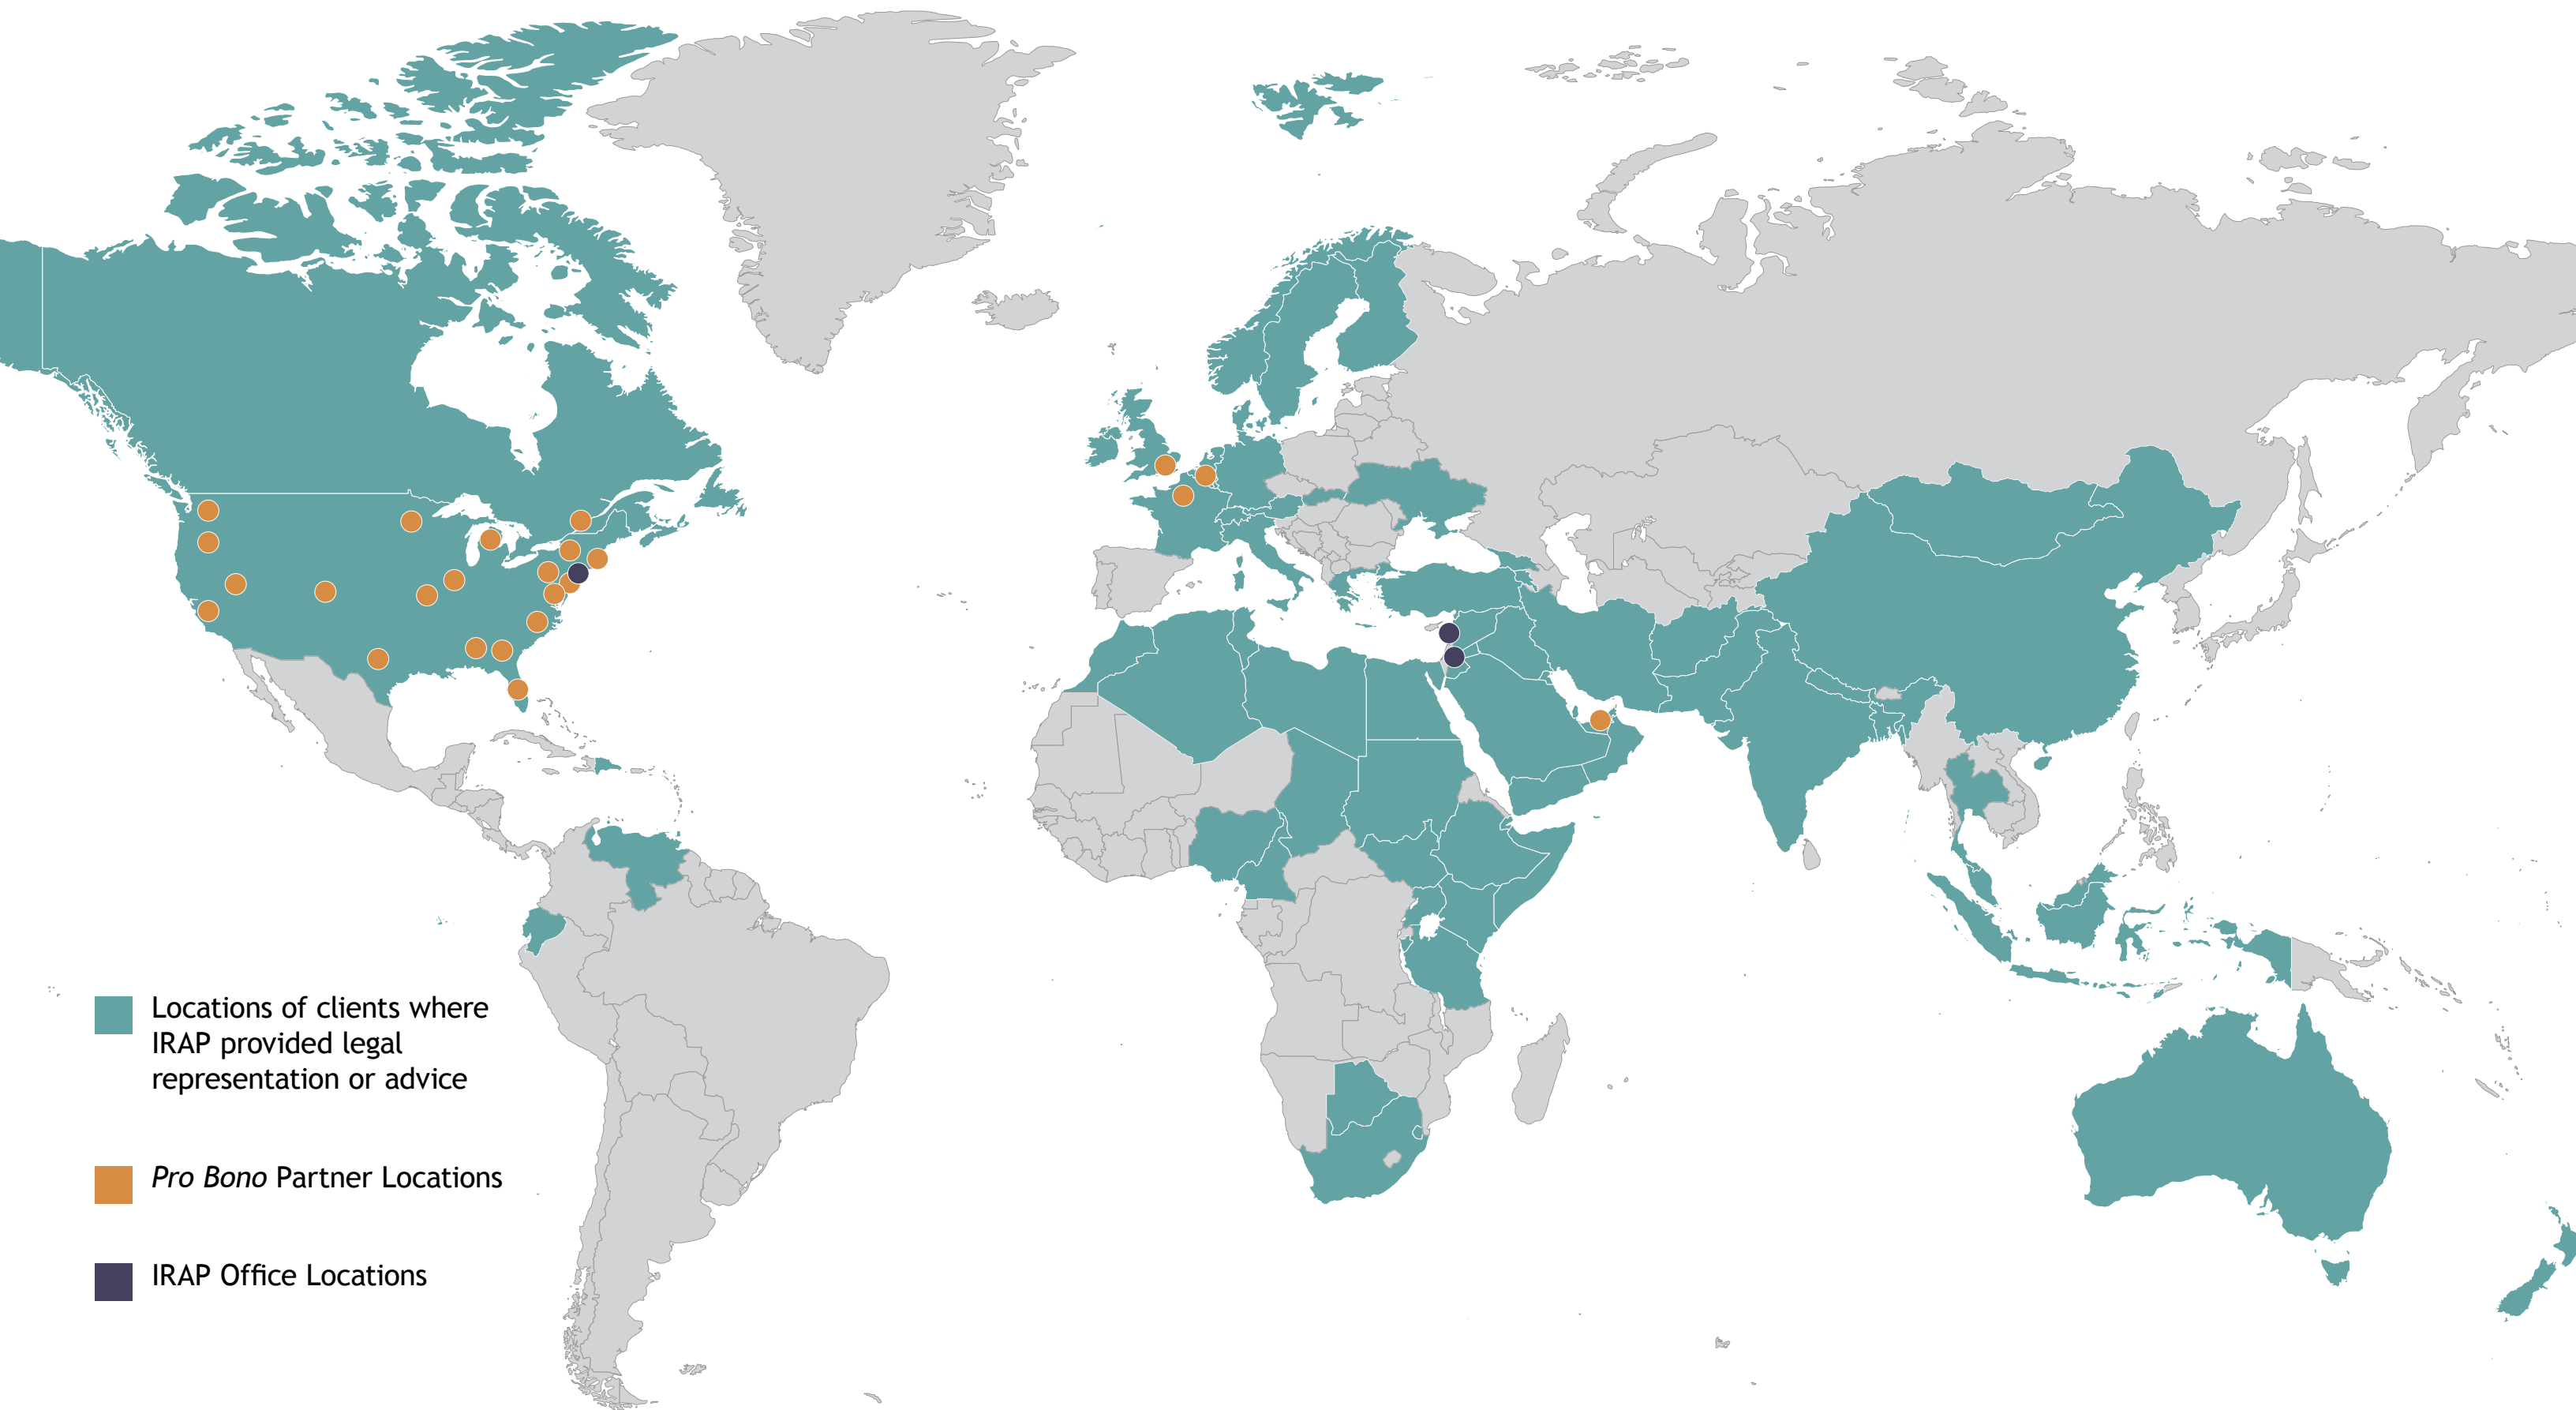 Locations of clients where
IRAP provided legal
representation or advice
Pro Bono Partner Locations
IRAP Office Locations